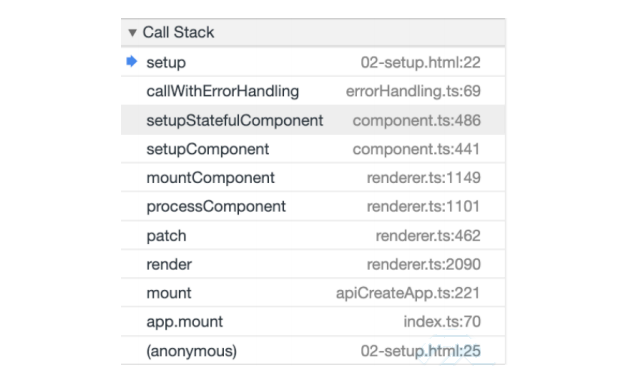 ▼ Call Stack
setup 02-setup.html:22
callWithErrorHandling errorHandling.ts:69
setupStatefulComponent component.ts:486
setupComponent component.ts:441
mountComponent renderer.ts:1149
processComponent renderer.ts:1101
patch renderer.ts:462
render renderer.ts:2090
mount apiCreateApp.ts:221
app.mount index.ts:70
(anonymous) 02-setup.html:25